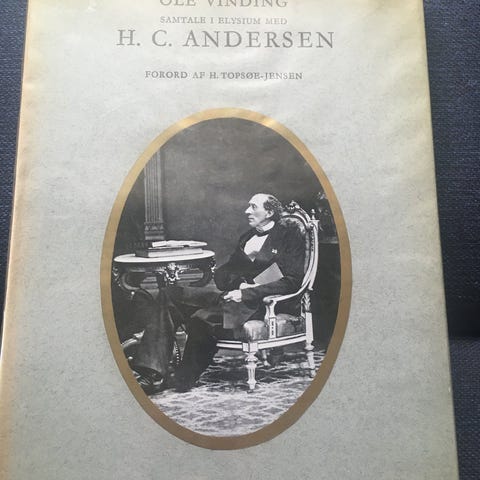 OLE VINDING
SAMTALE I ELYSIUM MED
H. C. ANDERSEN
FORORD AF H. TOPSØE-JENSEN